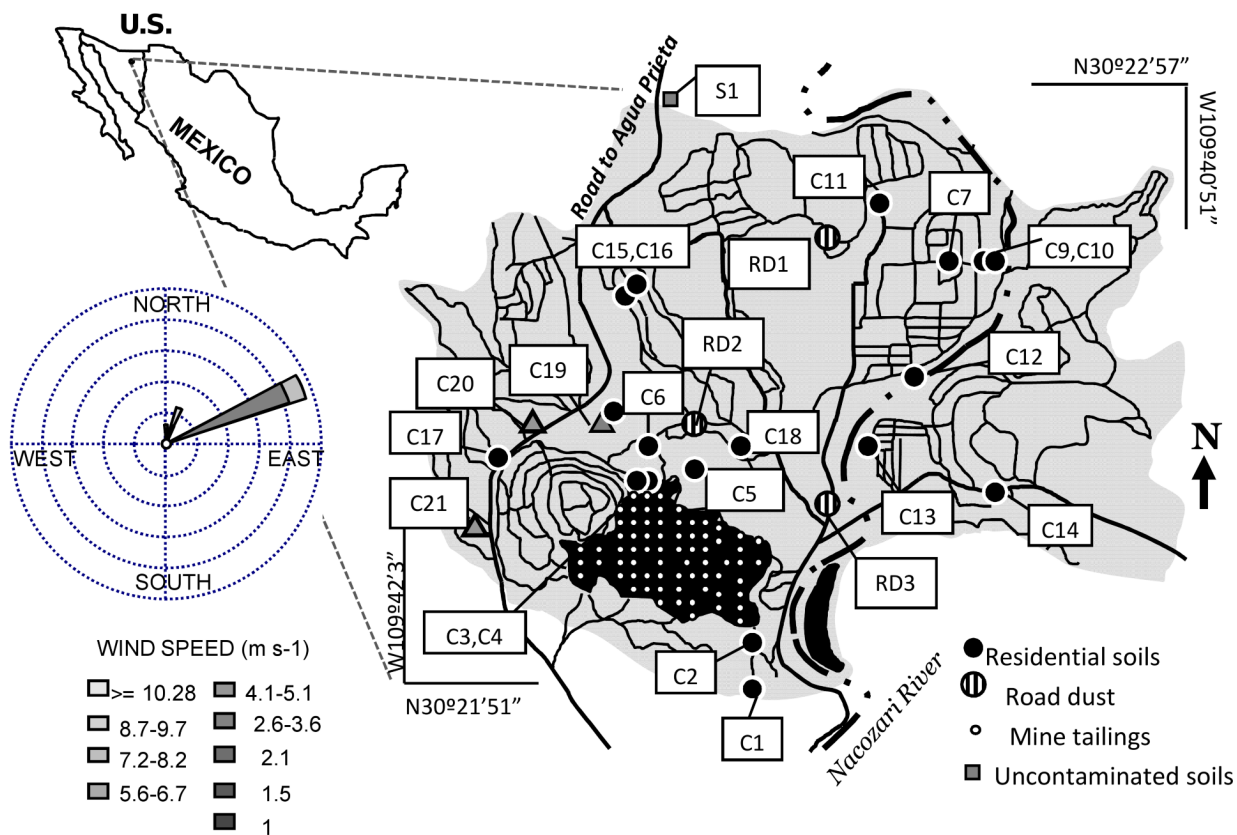 U.S.
MEXICO
Road to Agua Prieta
S1
N30º22’57”
W109º40’51”
C11
C7
C15,C16
RD1
C9,C10
NORTH
RD2
C12
C19
C20
C6
C17
C18
WEST
EAST
N
C5
C21
C13
C14
SOUTH
W109º42’3”
RD3
C3,C4
C2
N30º21’51”
C1
Nacozari River
WIND SPEED (m s-1)
>= 10.28
4.1-5.1
8.7-9.7
2.6-3.6
7.2-8.2
2.1
5.6-6.7
1.5
1
Residential soils
Road dust
Mine tailings
Uncontaminated soils